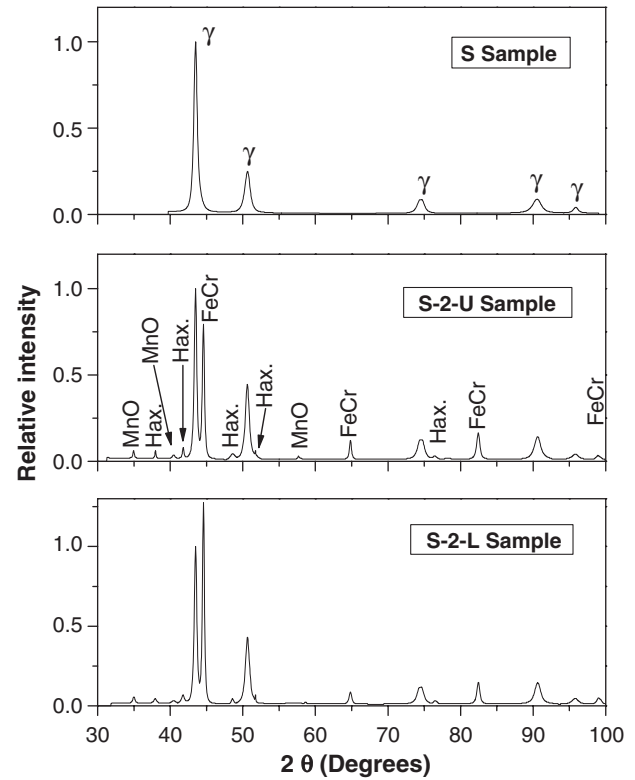 γ
S Sample
1.0
γ
0.5
γ
γ
γ
0.0
Relative intensity
1.0
S-2-U Sample
MnO
Hax.
MnO
Hax.
FeCr
0.5
Hax.
Hax.
MnO
FeCr
Hax.
FeCr
FeCr
0.0
S-2-L Sample
1.0
0.5
0.0
30 40 50 60 70 80 90 100
2 θ (Degrees)